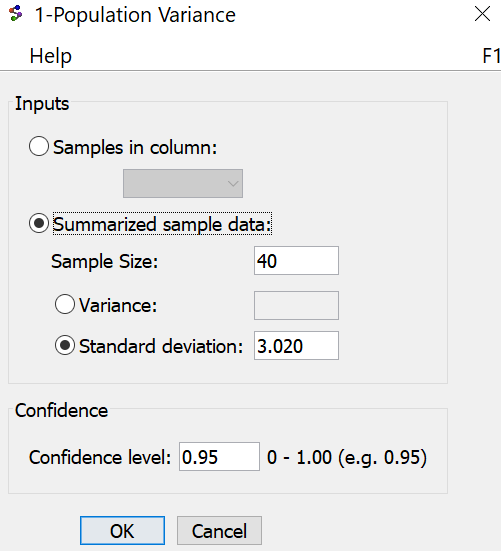 1-Population Variance
Help F1
Inputs
Samples in column:
Summarized sample data:
Sample Size: 40
Variance:
Standard deviation: 3.020
Confidence
Confidence level: 0.95 0 - 1.00 (e.g. 0.95)
OK Cancel